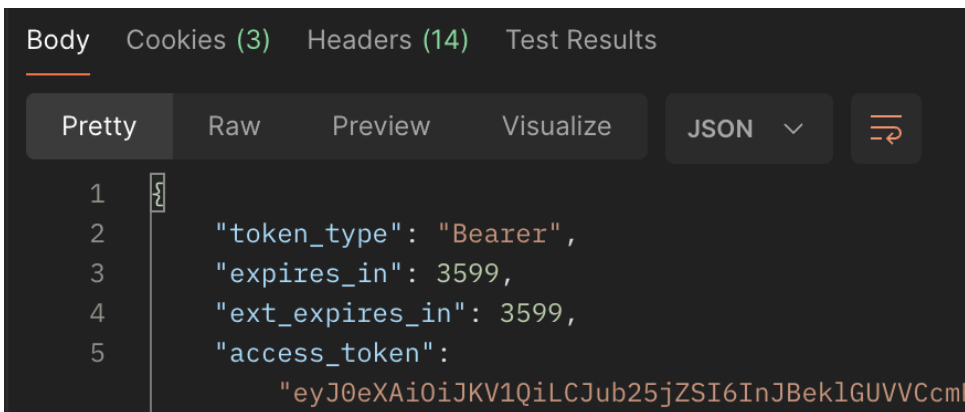 Body Cookies (3) Headers (14) Test Results
Pretty Raw Preview Visualize JSON
1 {
2 "token_type": "Bearer",
3 "expires_in": 3599,
4 "ext_expires_in": 3599,
5 "access_token":